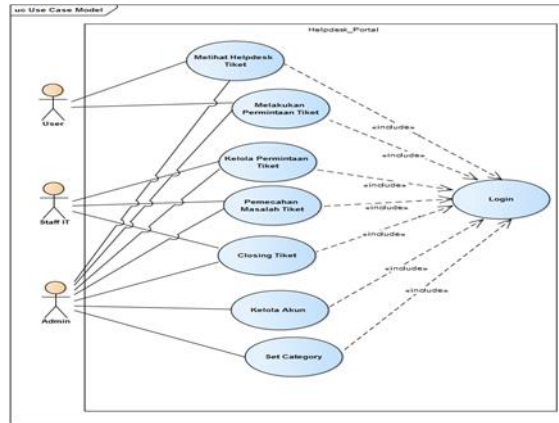 uc Use Case Model
Helpdesk_Portal
Melihat Helpdesk
Tiket
User
Melakukan
Permintaan Tiket
Kelola Permintaan
Tiket
Staff IT
Pemecahan
Masalah Tiket
Closing Tiket
Admin
Kelola Akun
Set Category
«include»
«include»
«include»
«include»
«include»
«include»
«include»
Login